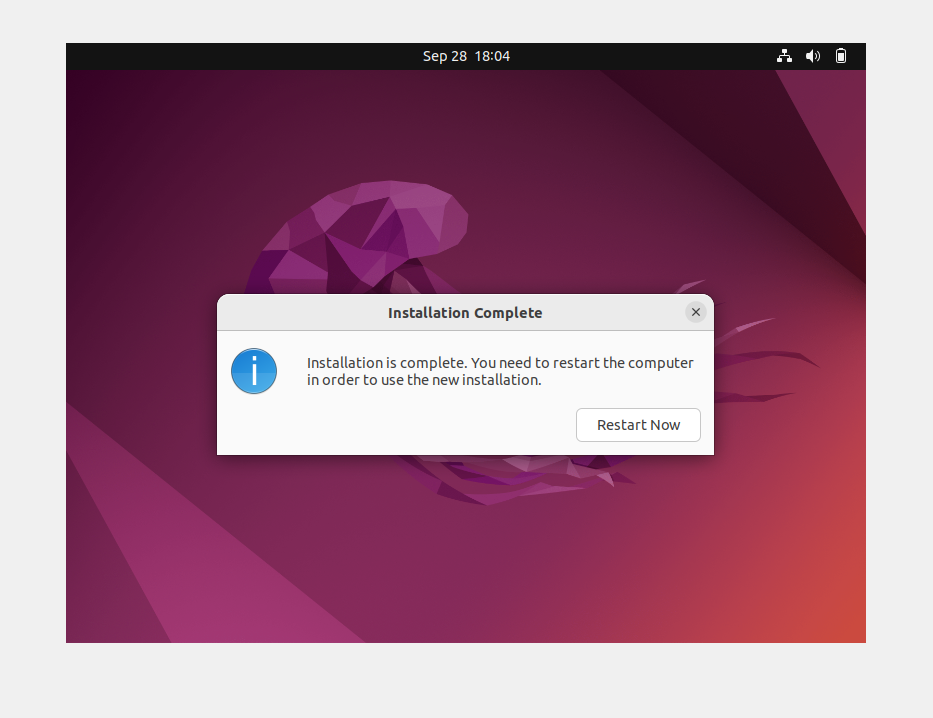 Sep 28 18:04
Installation Complete
Installation is complete. You need to restart the computer
in order to use the new installation.
Restart Now